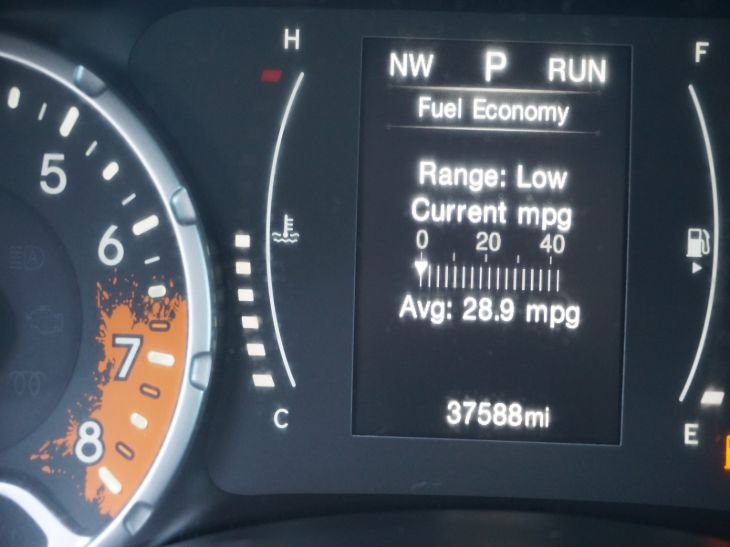 H
F
NW P RUN
Fuel Economy
5
Range: Low
Current mpg
6
0 20 40
Avg: 28.9 mpg
7
37588mi
8
C
E